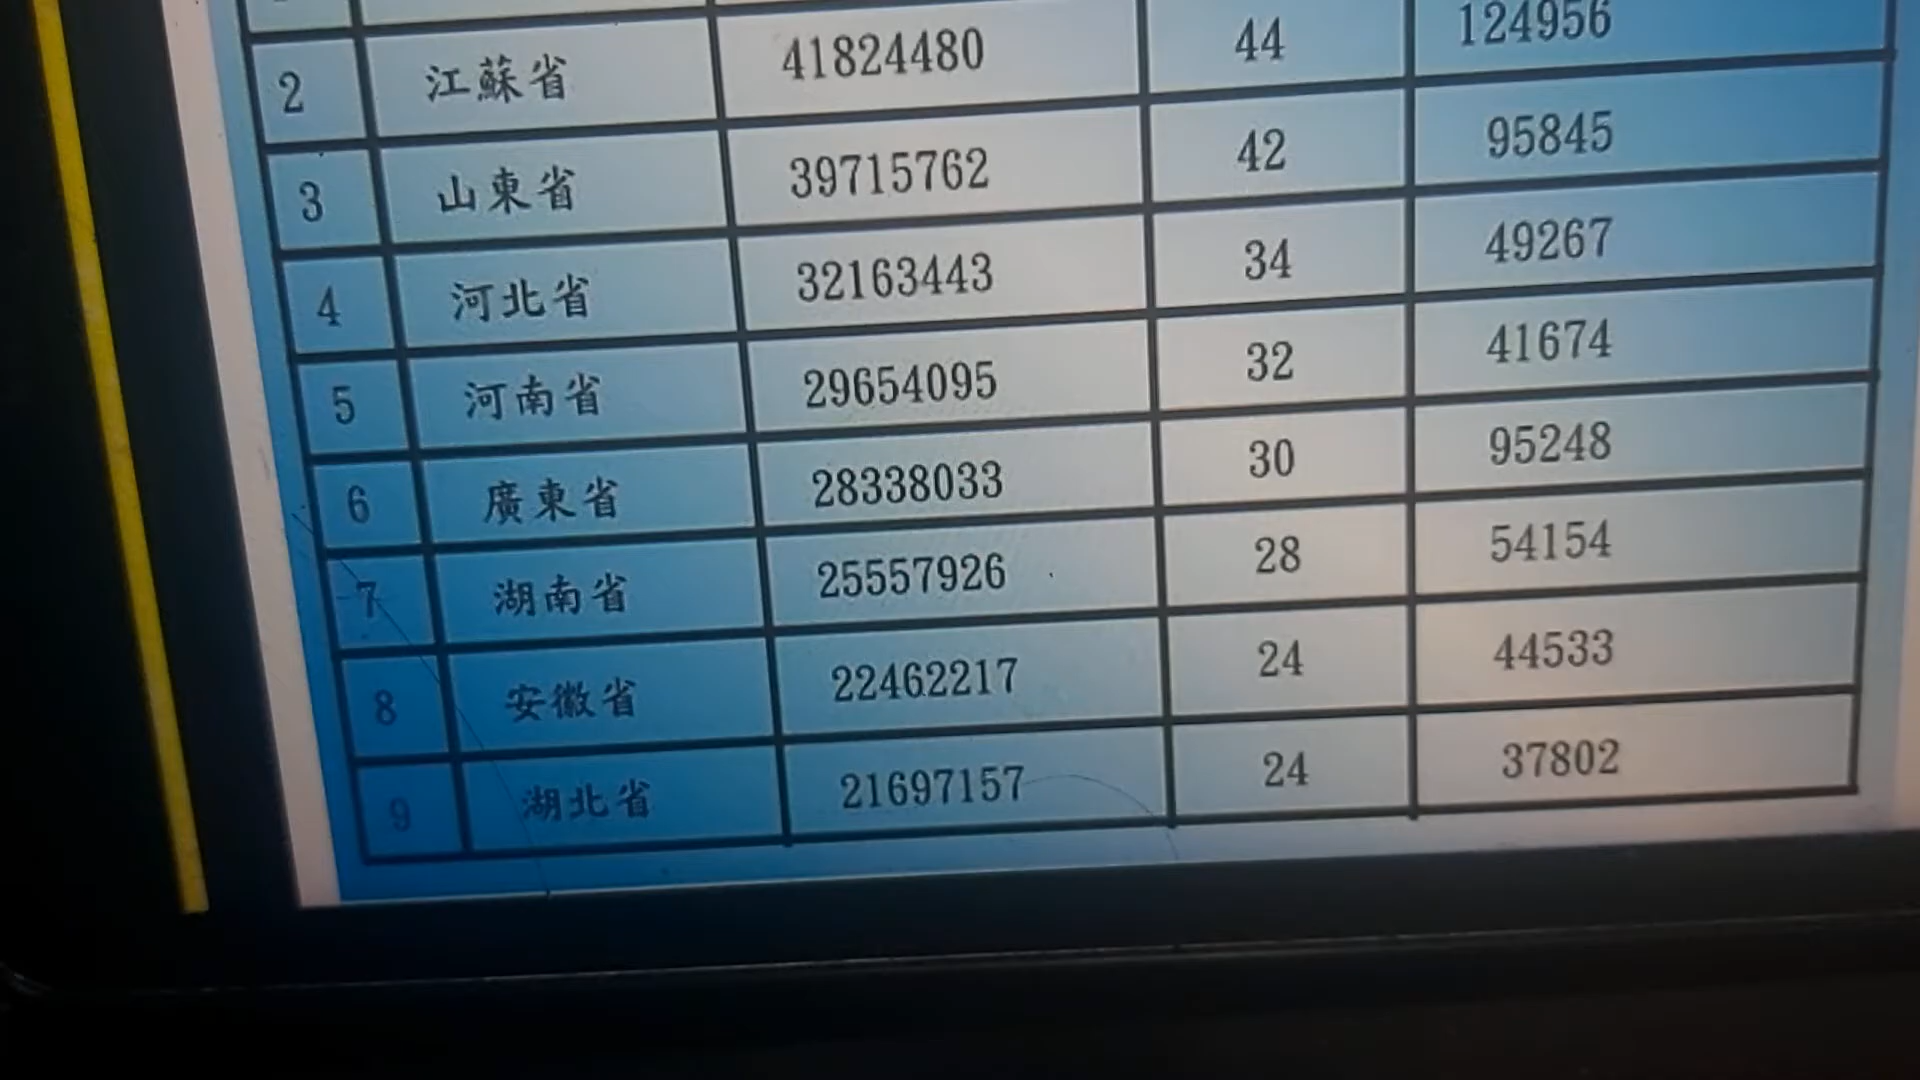 2 江蘇省 41824480 44 124956
3 山東省 39715762 42 95845
4 河北省 32163443 34 49267
5 河南省 29654095 32 41674
6 廣東省 28338033 30 95248
7 湖南省 25557926 28 54154
8 安徽省 22462217 24 44533
9 湖北省 21697157 24 37802